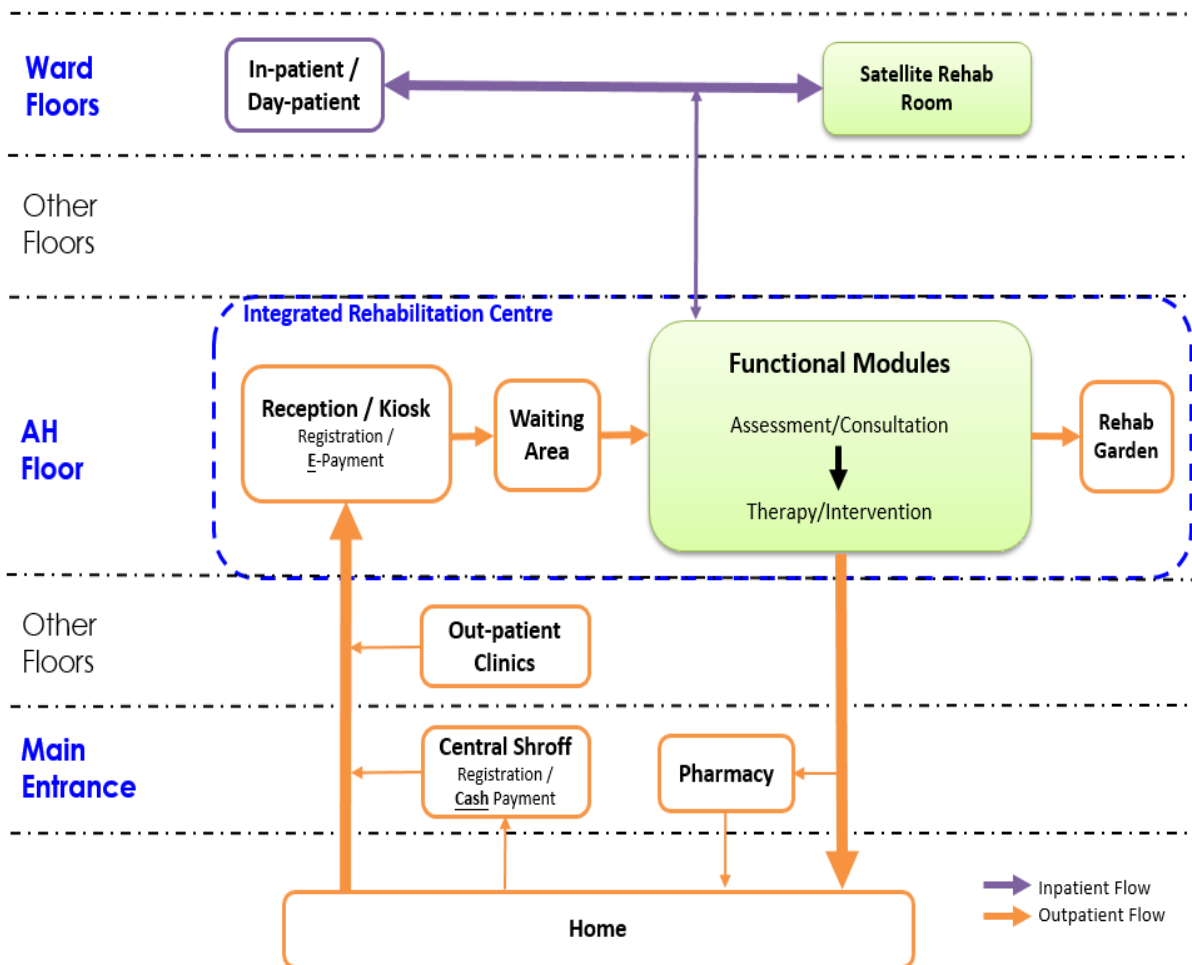 Ward
Floors
In-patient /
Day-patient
Satellite Rehab
Room
Other
Floors
Integrated Rehabilitation Centre
AH
Floor
Reception / Kiosk
Registration /
E-Payment
Waiting
Area
Functional Modules
Assessment/Consultation
Therapy/Intervention
Rehab
Garden
Other
Floors
Out-patient
Clinics
Main
Entrance
Central Shroff
Registration /
Cash Payment
Pharmacy
Home
Inpatient Flow
Outpatient Flow